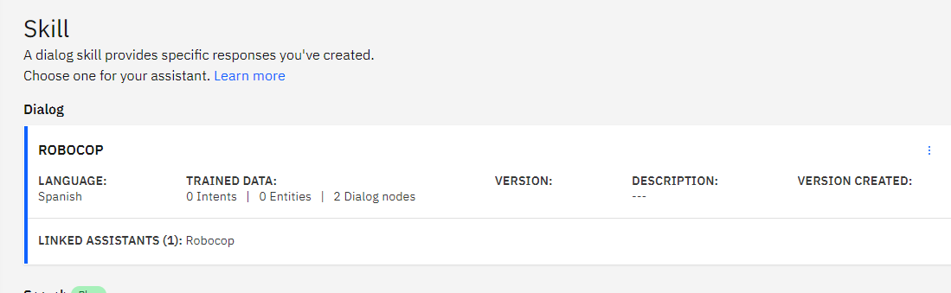 Skill
A dialog skill provides specific responses you've created.
Choose one for your assistant. Learn more
Dialog
ROBOCOP
LANGUAGE: TRAINED DATA: VERSION: DESCRIPTION: VERSION CREATED:
Spanish 0 Intents | 0 Entities | 2 Dialog nodes ---
LINKED ASSISTANTS (1): Robocop